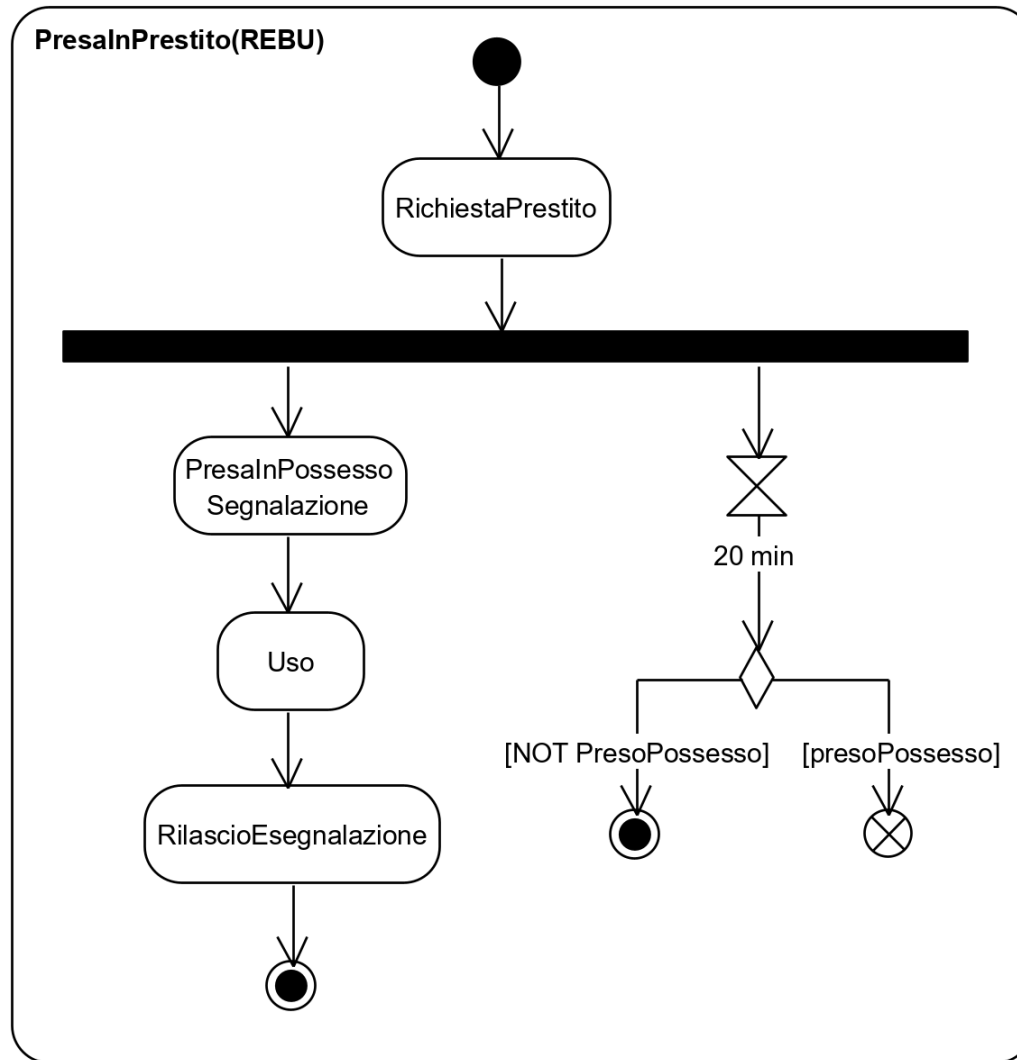 PresaInPrestito(REBU)
RichiestaPrestito
PresaInPossesso
Segnalazione
20 min
Uso
[NOT PresoPossesso]
[presoPossesso]
RilascioEsegnalazione